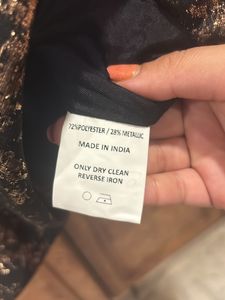 72%POLYESTER / 28% METALLIC
MADE IN INDIA
ONLY DRY CLEAN
REVERSE IRON